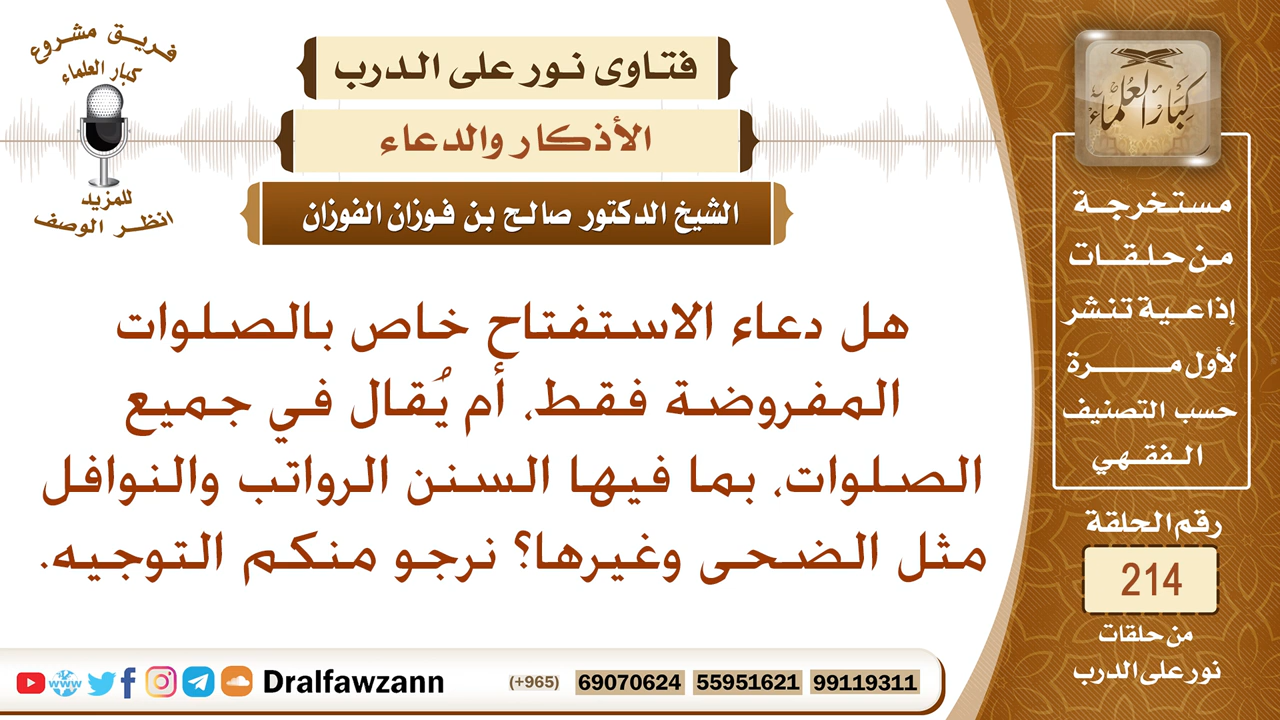 فريق مشروع
كبار العلماء
للمزيد
انظر الوصف
فتاوى نور على الدرب
الأذكار والدعاء
الشيخ الدكتور صالح بن فوزان الفوزان
هل دعاء الاستفتاح خاص بالصلوات
المفروضة فقط، أم يُقال في جميع
الصلوات، بما فيها السنن الرواتب والنوافل
مثل الضحى وغيرها؟ نرجو منكم التوجيه.
كبار العلماء
مستخرجة
من حلقات
إذاعية تنشر
لأول مرة
حسب التصنيف
الفقهي
رقم الحلقة
214
من حلقات
نور على الدرب
www Dralfawzann (+965) 69070624 55951621 99119311